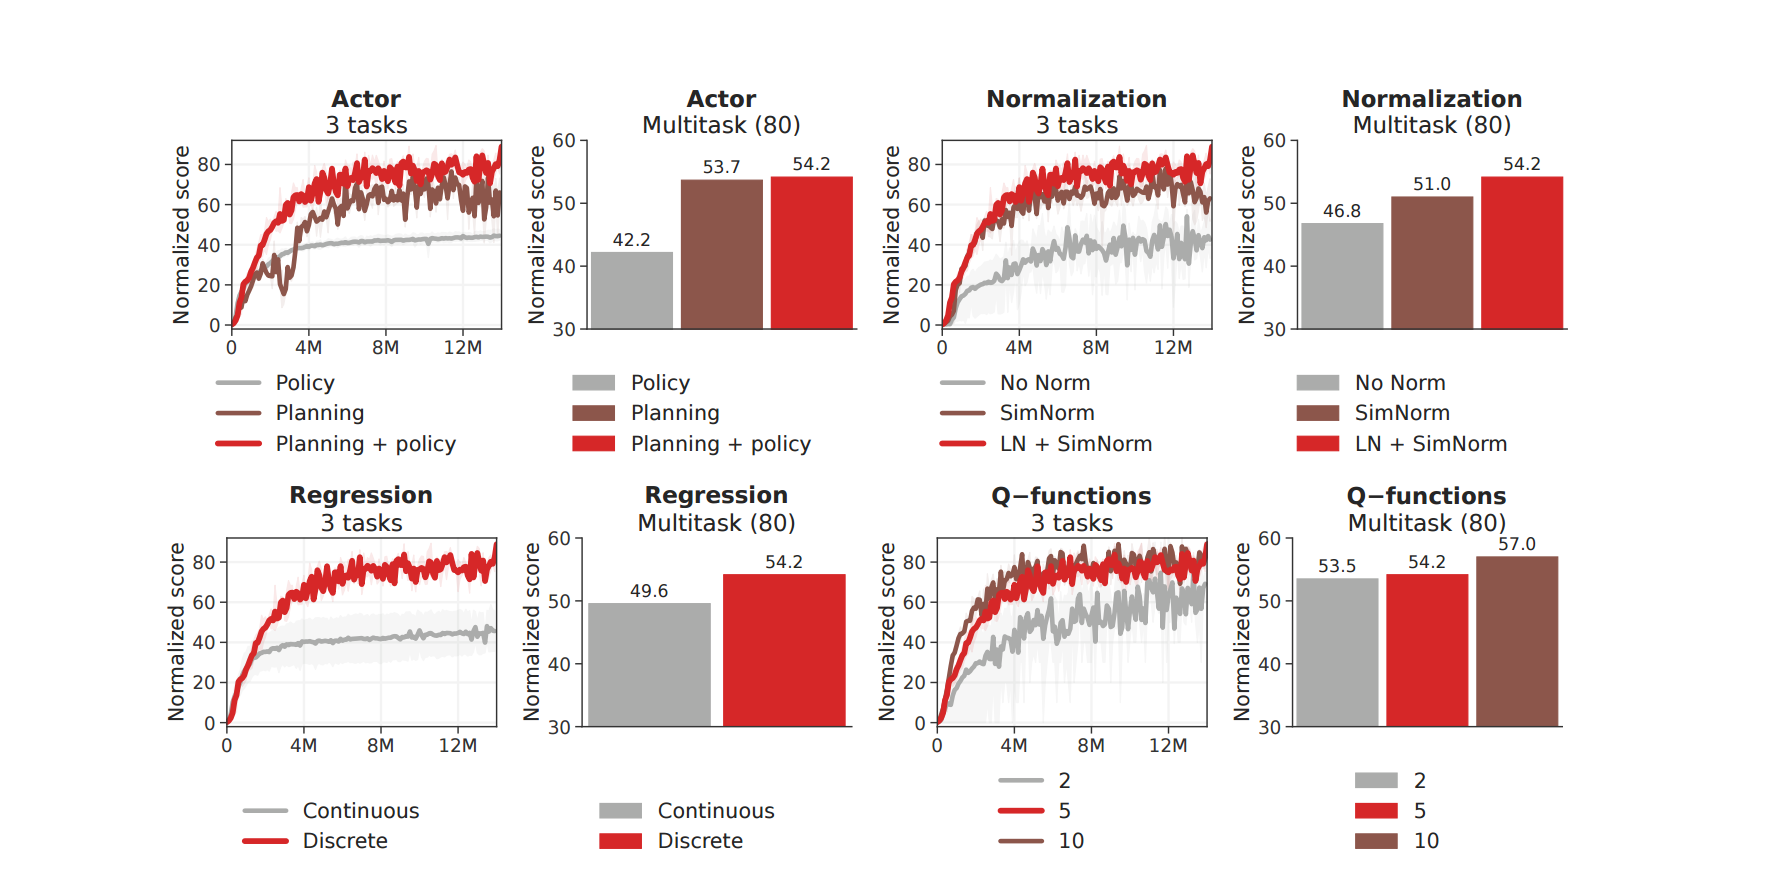 Actor
3 tasks
Normalized score
80
60
40
20
0
0 4M 8M 12M
Policy
Planning
Planning + policy
Actor
Multitask (80)
Normalized score
60
50
40
30
42.2
53.7
54.2
Policy
Planning
Planning + policy
Normalization
3 tasks
Normalized score
80
60
40
20
0
0 4M 8M 12M
No Norm
SimNorm
LN + SimNorm
Normalization
Multitask (80)
Normalized score
60
50
40
30
46.8
51.0
54.2
No Norm
SimNorm
LN + SimNorm
Regression
3 tasks
Normalized score
80
60
40
20
0
0 4M 8M 12M
Continuous
Discrete
Regression
Multitask (80)
Normalized score
60
50
40
30
49.6
54.2
Continuous
Discrete
Q−functions
3 tasks
Normalized score
80
60
40
20
0
0 4M 8M 12M
2
5
10
Q−functions
Multitask (80)
Normalized score
60
50
40
30
53.5
54.2
57.0
2
5
10